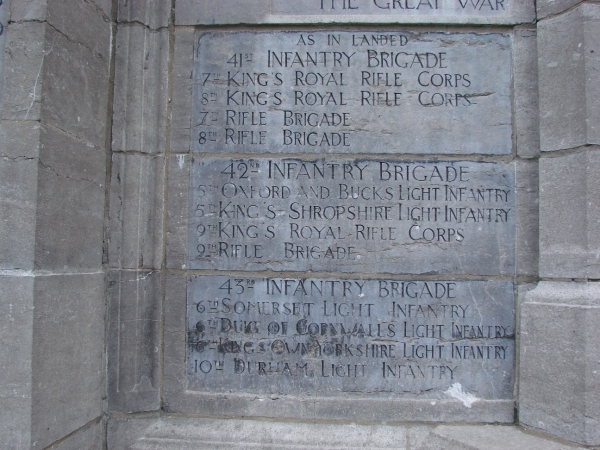 THE GREAT WAR
AS IN LANDED
41ST INFANTRY BRIGADE
7TH KING'S ROYAL RIFLE CORPS
8TH KING'S ROYAL RIFLE CORPS
7TH RIFLE BRIGADE
8TH RIFLE BRIGADE
42ND INFANTRY BRIGADE
5TH OXFORD AND BUCKS LIGHT INFANTRY
5TH KING'S SHROPSHIRE LIGHT INFANTRY
9TH KING'S ROYAL RIFLE CORPS
9TH RIFLE BRIGADE
43RD INFANTRY BRIGADE
6TH SOMERSET LIGHT INFANTRY
6TH DUKE OF CORNWALL'S LIGHT INFANTRY
KING'S OWN YORKSHIRE LIGHT INFANTRY
10TH DURHAM LIGHT INFANTRY